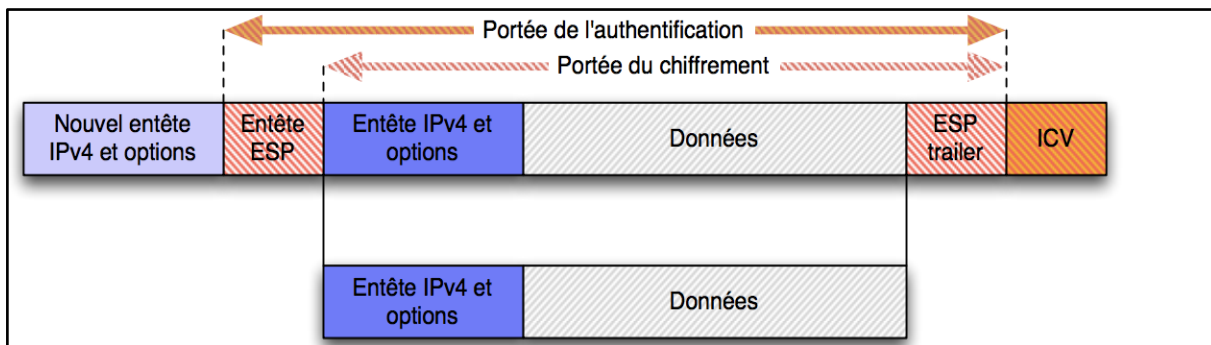 Portée de l'authentification
Portée du chiffrement
Nouvel entête
IPv4 et options
Entête
ESP
Entête IPv4 et
options
Données
ESP
trailer
ICV
Entête IPv4 et
options
Données